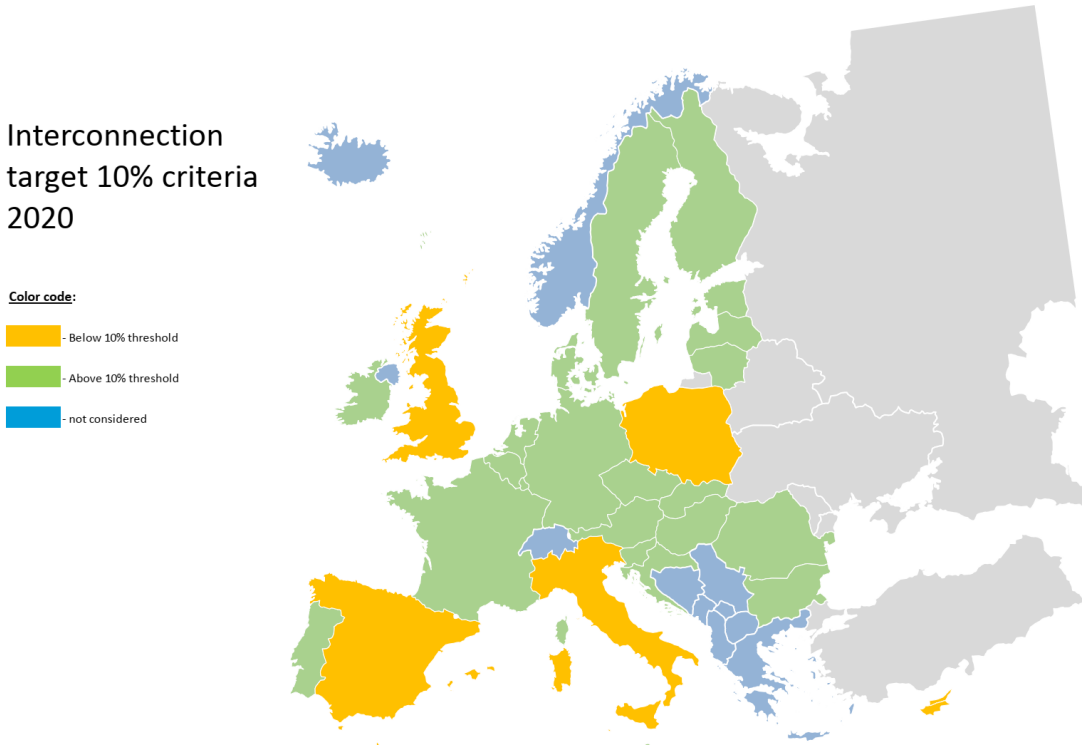 Interconnection
target 10% criteria
2020
Color code:
- Below 10% threshold
- Above 10% threshold
- not considered